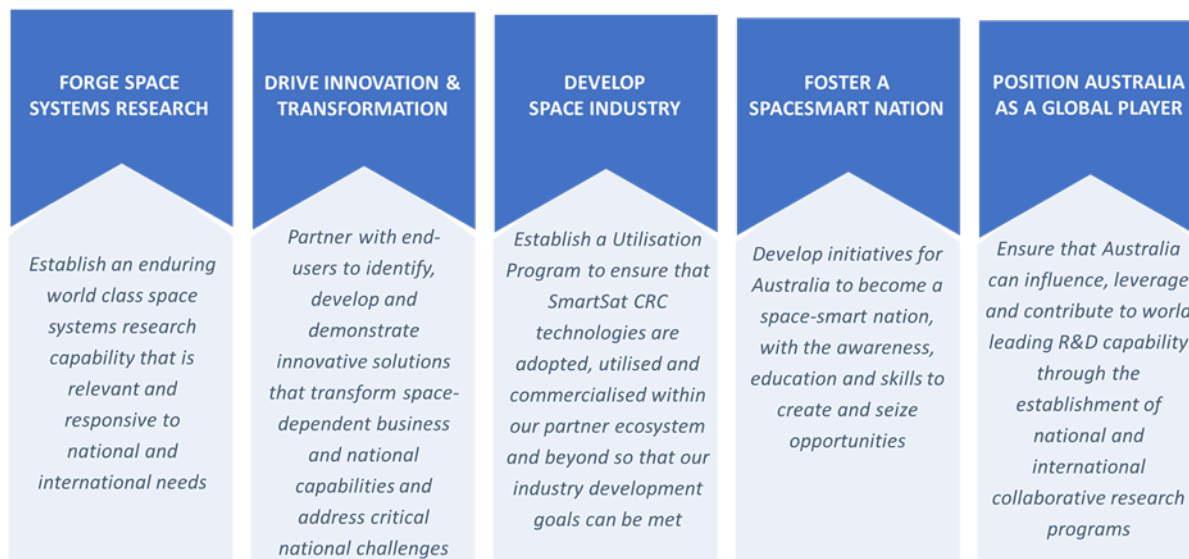 FORGE SPACE
SYSTEMS RESEARCH
Establish an enduring
world class space
systems research
capability that is
relevant and
responsive to
national and
international needs
DRIVE INNOVATION &
TRANSFORMATION
Partner with end-
users to identify,
develop and
demonstrate
innovative solutions
that transform space-
dependent business
and national
capabilities and
address critical
national challenges
DEVELOP
SPACE INDUSTRY
Establish a Utilisation
Program to ensure that
SmartSat CRC
technologies are
adopted, utilised and
commercialised within
our partner ecosystem
and beyond so that our
industry development
goals can be met
FOSTER A
SPACESMART NATION
Develop initiatives for
Australia to become a
space-smart nation,
with the awareness,
education and skills to
create and seize
opportunities
POSITION AUSTRALIA
AS A GLOBAL PLAYER
Ensure that Australia
can influence, leverage
and contribute to world
leading R&D capability
through the
establishment of
national and
international
collaborative research
programs